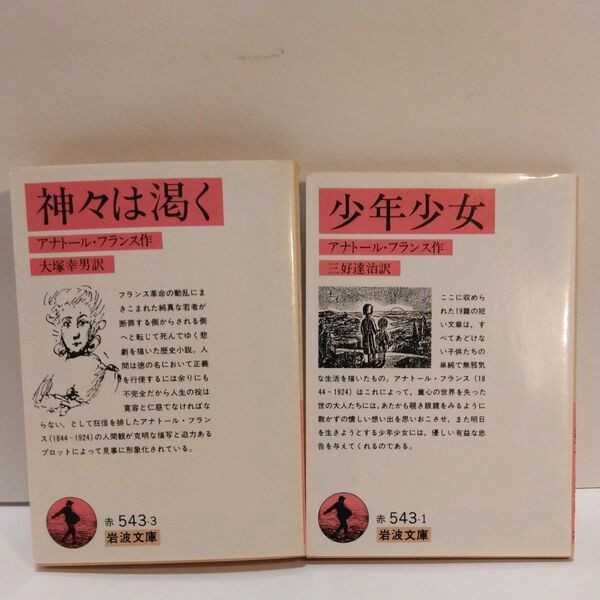 神々は渇く
アナトール・フランス作
大塚幸男訳
フランス革命の動乱にま
きこまれた純真な若者が
断罪する側からされる側
へと転じて死んでゆく悲
劇を描いた歴史小説。人
間は徳の名において正義
を行使するには余りにも
不完全だから人生の掟は
寛容と仁慈でなければな
らない，として狂信を排したアナトール・フラン
ス(1844－1924)の人間観が克明な描写と迫力ある
プロットによって見事に形象化されている。
赤 543-3
岩波文庫
少年少女
アナトール・フランス作
三好達治訳
ここに収めら
れた19篇の短
い文章は，す
べてあどけな
い子供たちの
単純で無邪気
な生活を描いたもの。アナトール・フランス(18
44－1924)はこれによって，童心の世界を失った
世の大人たちには，あたかも覗き眼鏡をみるように
数かずの懐しい想い出を思いおこさせ，また明日
を生きようとする少年少女には，優しい有益な忠
告を与えてくれるのである。
赤 543-1
岩波文庫